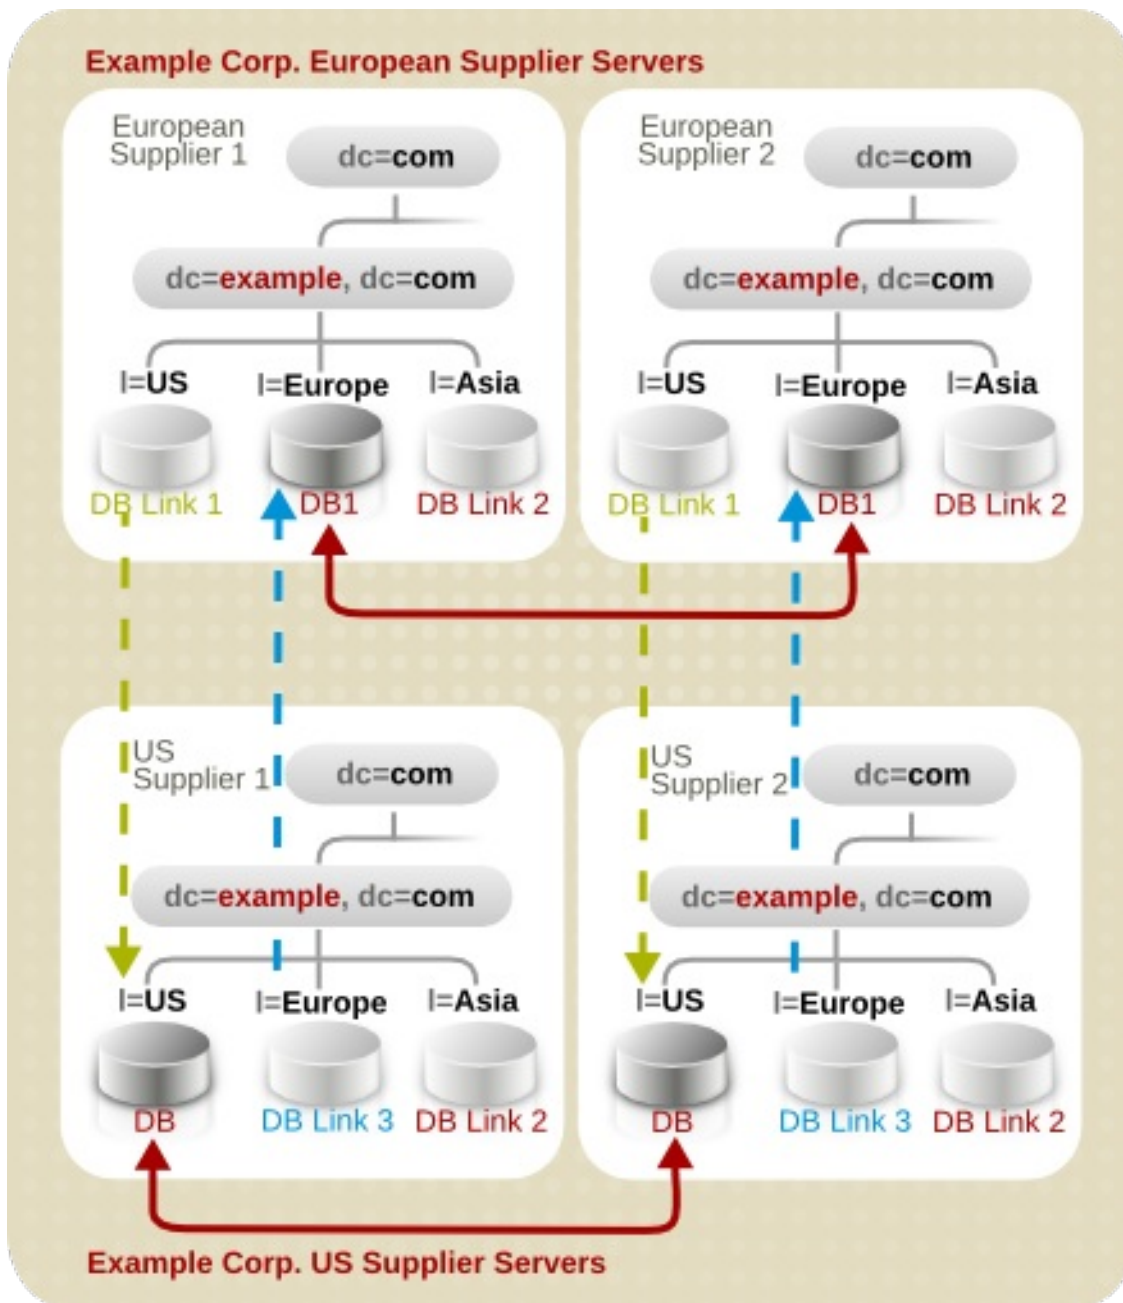 Example Corp. European Supplier Servers
European
Supplier 1
dc=com
dc=example, dc=com
l=US
l=Europe
l=Asia
DB Link 1
DB1
DB Link 2
European
Supplier 2
dc=com
dc=example, dc=com
l=US
l=Europe
l=Asia
DB Link 1
DB1
DB Link 2
US
Supplier 1
dc=com
dc=example, dc=com
l=US
l=Europe
l=Asia
DB
DB Link 3
DB Link 2
US
Supplier 2
dc=com
dc=example, dc=com
l=US
l=Europe
l=Asia
DB
DB Link 3
DB Link 2
Example Corp. US Supplier Servers